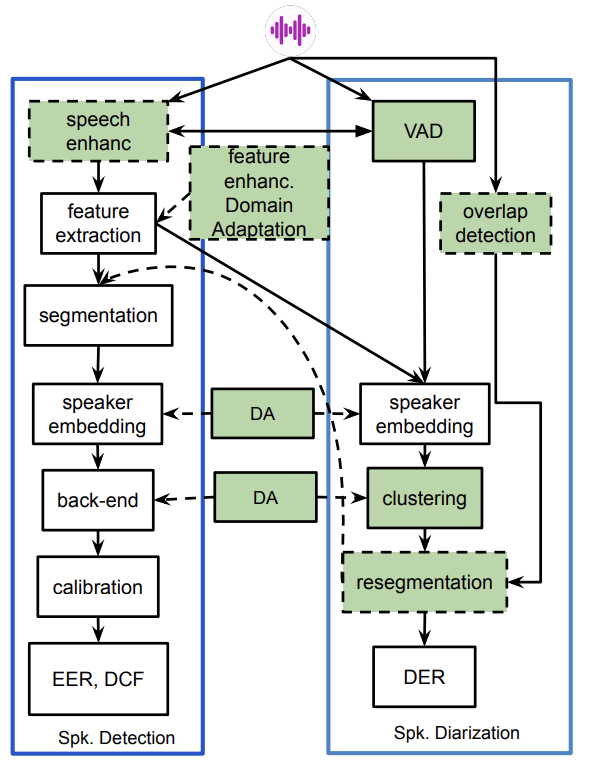 speech
enhanc
VAD
feature
enhanc.
Domain
Adaptation
feature
extraction
overlap
detection
segmentation
speaker
embedding
DA
speaker
embedding
back-end
DA
clustering
calibration
resegmentation
EER, DCF
DER
Spk. Detection
Spk. Diarization